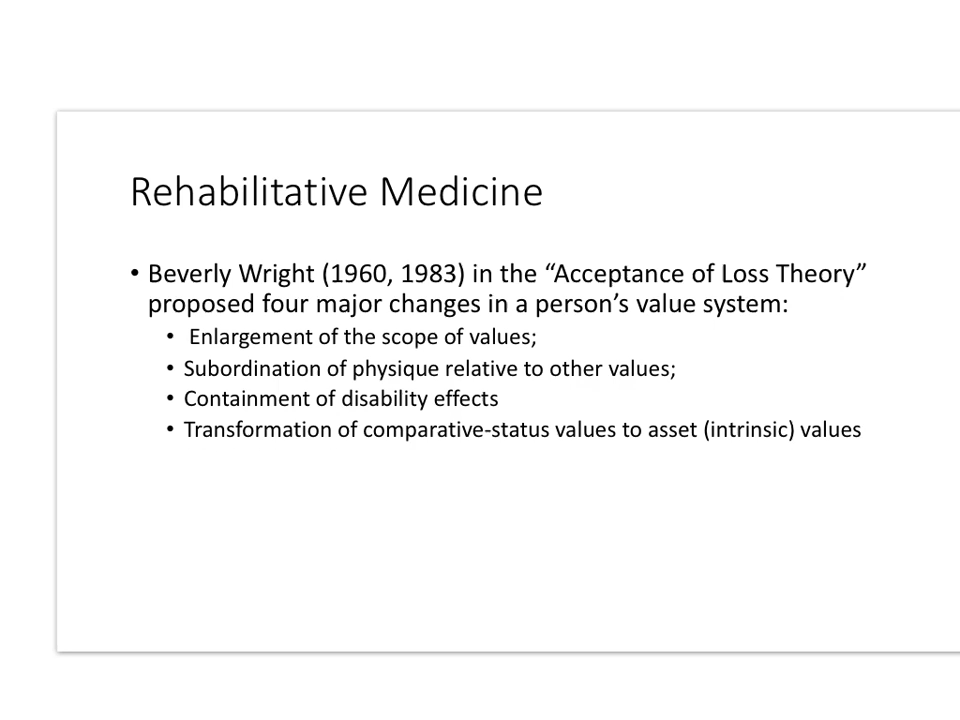 Rehabilitative Medicine
• Beverly Wright (1960, 1983) in the “Acceptance of Loss Theory”
proposed four major changes in a person’s value system:
• Enlargement of the scope of values;
• Subordination of physique relative to other values;
• Containment of disability effects
• Transformation of comparative-status values to asset (intrinsic) values